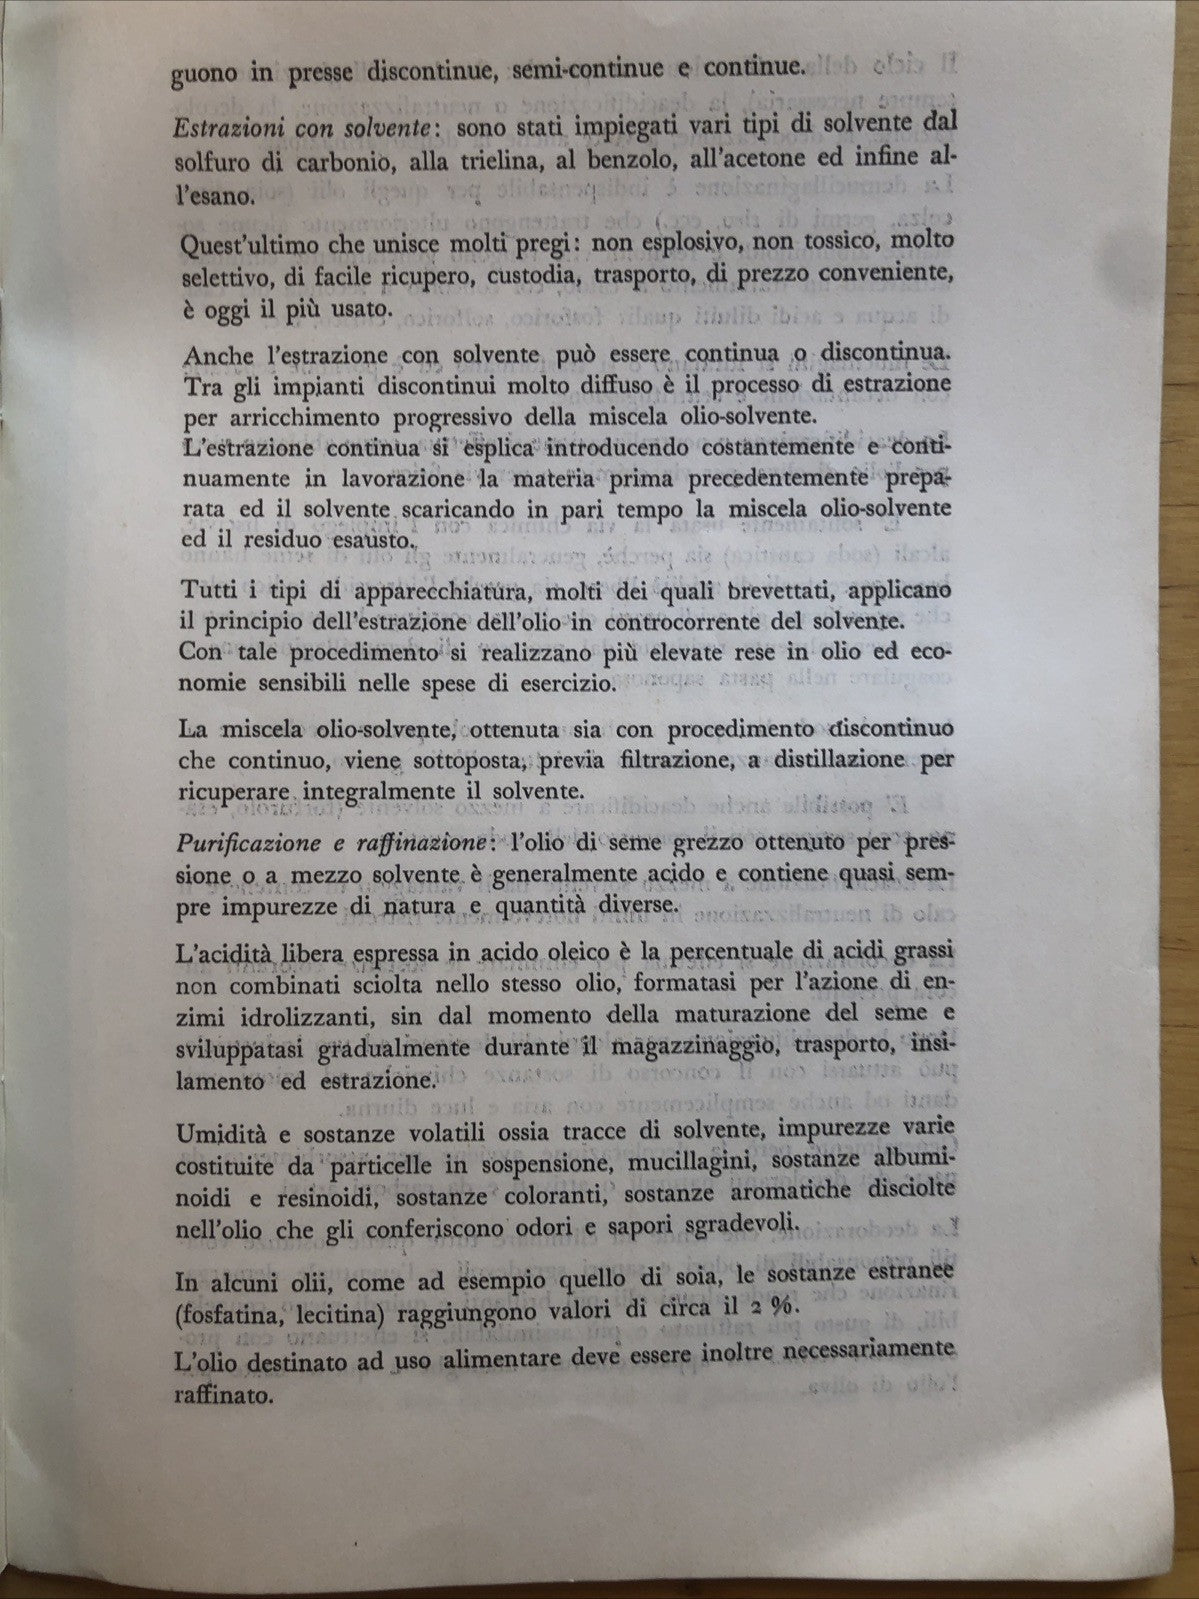 guono in presse discontinue, semi-continue e continue.
Estrazioni con solvente: sono stati impiegati vari tipi di solvente dal
solfuro di carbonio, alla trielina, al benzolo, all'acetone ed infine al-
l'esano.
Quest'ultimo che unisce molti pregi: non esplosivo, non tossico, molto
selettivo, di facile ricupero, custodia, trasporto, di prezzo conveniente,
è oggi il più usato.
Anche l'estrazione con solvente può essere continua o discontinua.
Tra gli impianti discontinui molto diffuso è il processo di estrazione
per arricchimento progressivo della miscela olio-solvente.
L'estrazione continua si esplica introducendo costantemente e conti-
nuamente in lavorazione la materia prima precedentemente prepa-
rata ed il solvente scaricando in pari tempo la miscela olio-solvente
ed il residuo esausto.
Tutti i tipi di apparecchiatura, molti dei quali brevettati, applicano
il principio dell'estrazione dell'olio in controcorrente del solvente.
Con tale procedimento si realizzano più elevate rese in olio ed eco-
nomie sensibili nelle spese di esercizio.
La miscela olio-solvente, ottenuta sia con procedimento discontinuo
che continuo, viene sottoposta, previa filtrazione, a distillazione per
ricuperare integralmente il solvente.
Purificazione e raffinazione: l'olio di seme grezzo ottenuto per pres-
sione o a mezzo solvente è generalmente acido e contiene quasi sem-
pre impurezze di natura e quantità diverse.
L'acidità libera espressa in acido oleico è la percentuale di acidi grassi
non combinati sciolta nello stesso olio, formatasi per l'azione di en-
zimi idrolizzanti, sin dal momento della maturazione del seme e
sviluppatasi gradualmente durante il magazzinaggio, trasporto, insi-
lamento ed estrazione.
Umidità e sostanze volatili ossia tracce di solvente, impurezze varie
costituite da particelle in sospensione, mucillagini, sostanze albumi-
noidi e resinoidi, sostanze coloranti, sostanze aromatiche disciolte
nell'olio che gli conferiscono odori e sapori sgradevoli.
In alcuni olii, come ad esempio quello di soia, le sostanze estranee
(fosfatina, lecitina) raggiungono valori di circa il 2 %.
L'olio destinato ad uso alimentare deve essere inoltre necessariamente
raffinato.